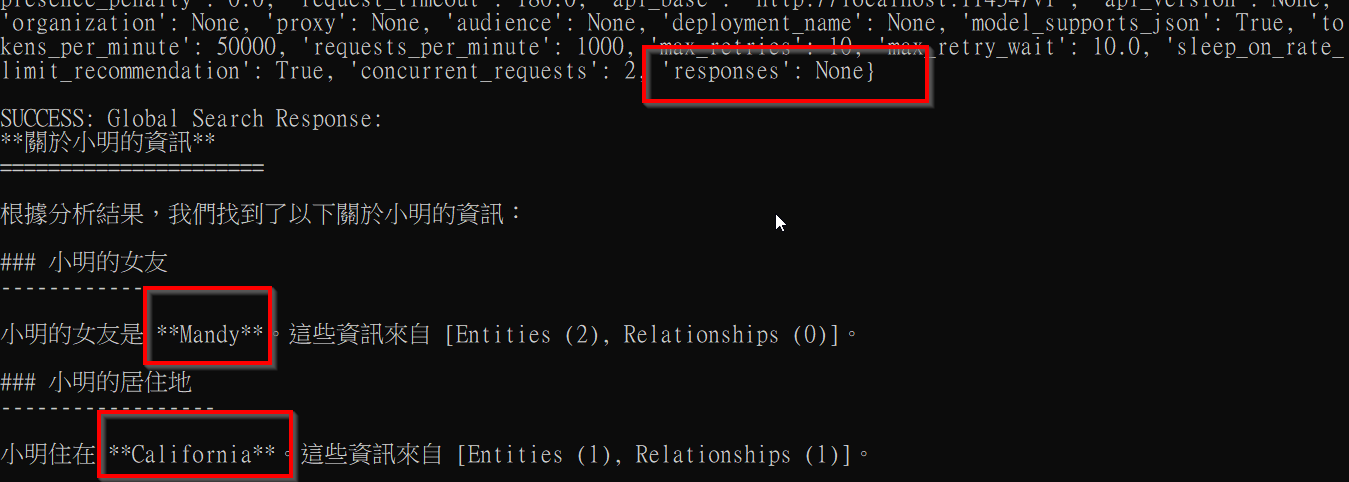 presence_penalty': 0.0, 'request_timeout': 180.0, 'api_base': 'http://localhost:11434/v1', 'api_version': None,
'organization': None, 'proxy': None, 'audience': None, 'deployment_name': None, 'model_supports_json': True, 'to
kens_per_minute': 50000, 'requests_per_minute': 1000, 'max_retries': 10, 'max_retry_wait': 10.0, 'sleep_on_rate_
limit_recommendation': True, 'concurrent_requests': 2, 'responses': None}
SUCCESS: Global Search Response:
**關於小明的資訊**
======================
根據分析結果，我們找到了以下關於小明的資訊：
### 小明的女友
------------
小明的女友是 **Mandy**。這些資訊來自 [Entities (2), Relationships (0)]。
### 小明的居住地
------------------
小明住在 **California**。這些資訊來自 [Entities (1), Relationships (1)]。